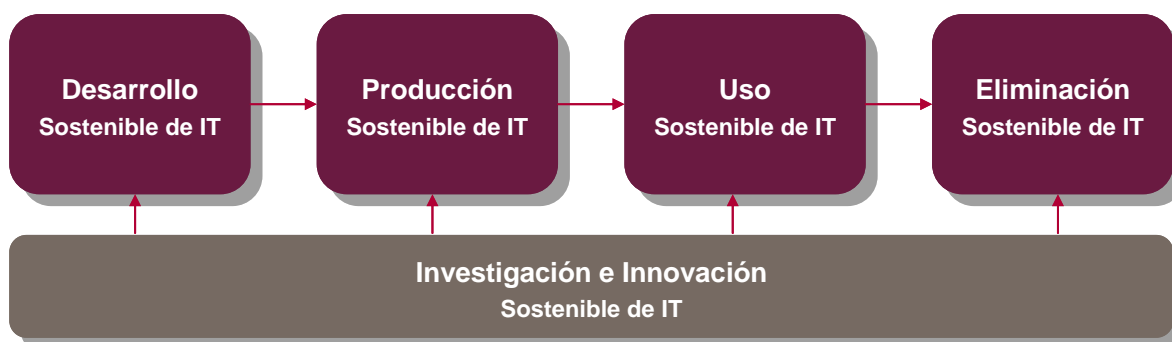 Desarrollo
Sostenible de IT
Producción
Sostenible de IT
Uso
Sostenible de IT
Eliminación
Sostenible de IT
Investigación e Innovación
Sostenible de IT